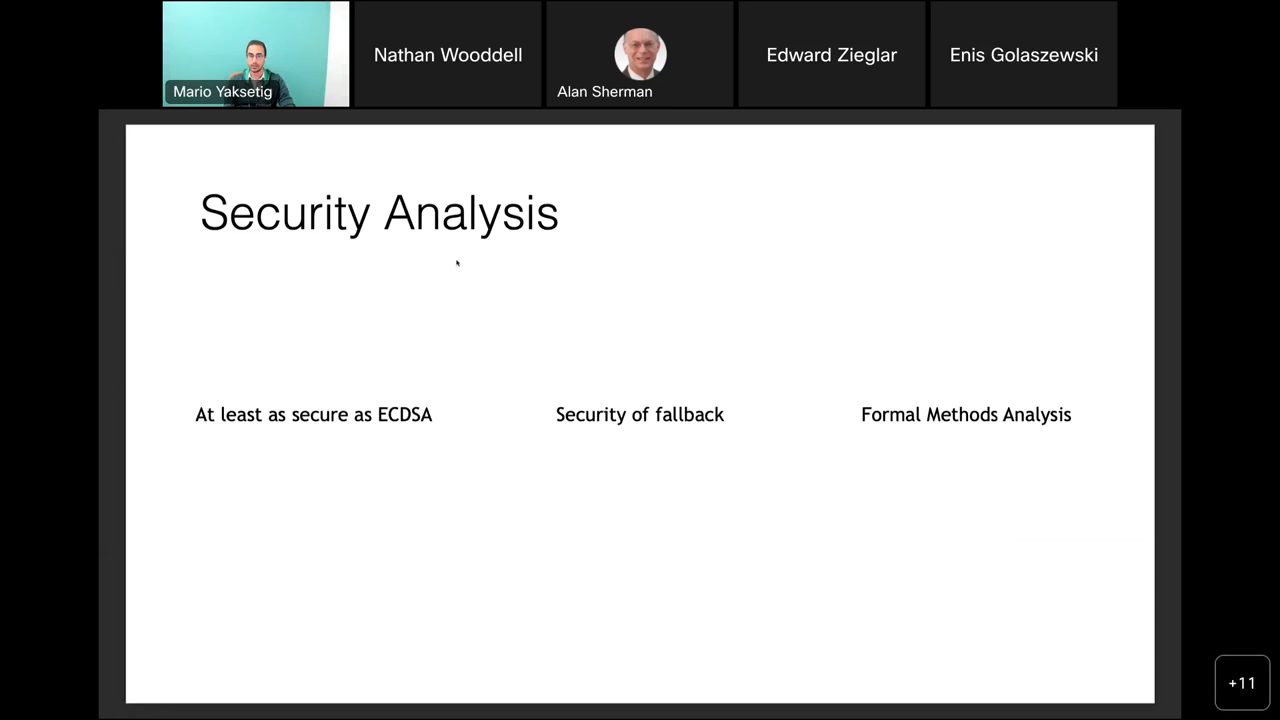 Mario Yaksetig
Nathan Wooddell
Alan Sherman
Edward Zieglar
Enis Golaszewski
Security Analysis
At least as secure as ECDSA
Security of fallback
Formal Methods Analysis
+11